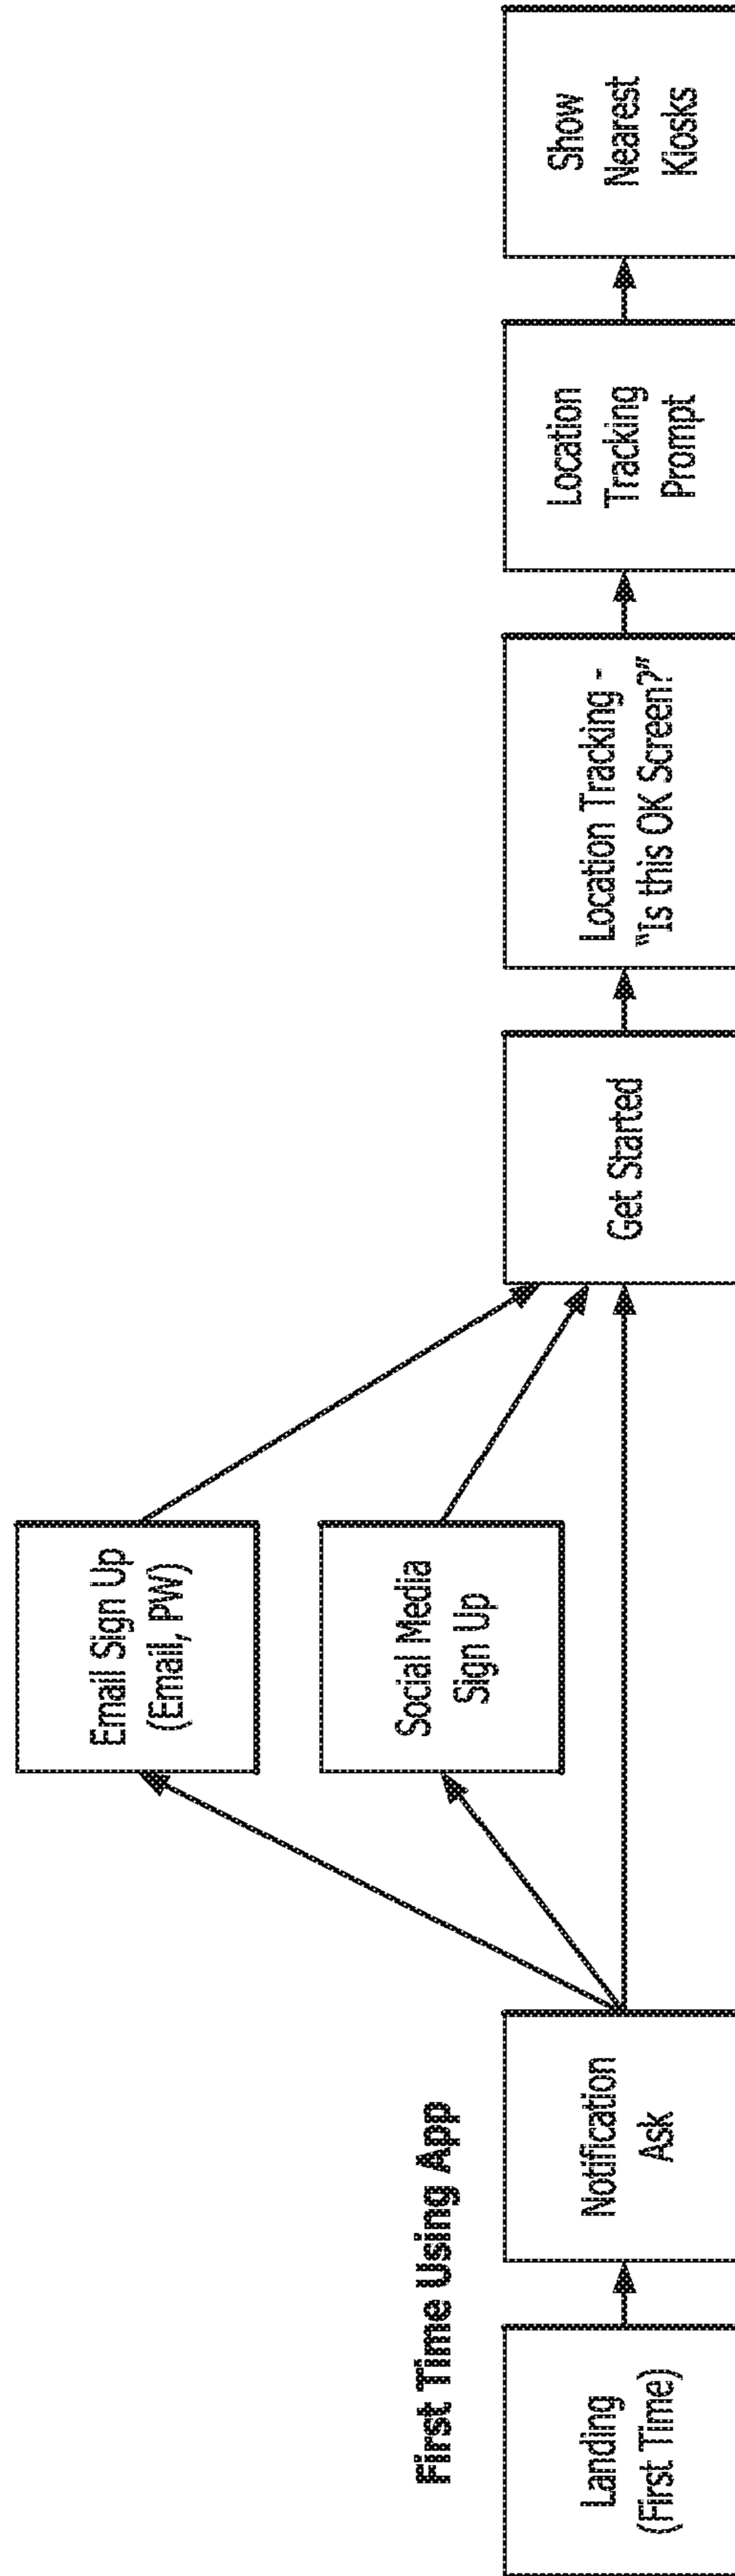 First Time Using App
Landing
(First Time)
Notification
Ask
Email Sign Up
(Email, PW)
Social Media
Sign Up
Get Started
Location Tracking -
“Is this OK Screen?”
Location
Tracking
Prompt
Show
Nearest
Kiosks